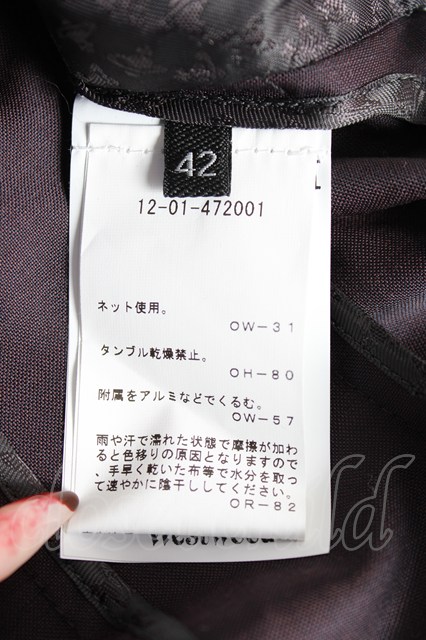 42
12-01-472001
ネット使用。
OW-31
タンブル乾燥禁止。
OH-80
附属をアルミなどでくるむ。
OW-57
雨や汗で濡れた状態で摩擦が加わ
ると色移りの原因となりますので
、手早く乾いた布等で水分を取っ
て速やかに陰干ししてください。
OR-82
Westwood